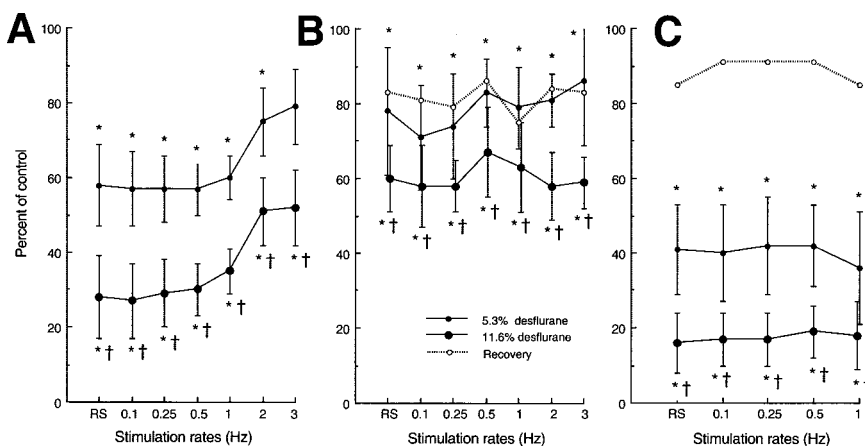 A
B
C
Percent of control
100
80
60
40
20
0
* * * * * *
*† *† *† *† *† *† *†
RS 0.1 0.25 0.5 1 2 3
Stimulation rates (Hz)
100
80
60
40
20
0
* * * * * * *
*† *† *† *† *† *† *†
5.3% desflurane
11.6% desflurane
Recovery
RS 0.1 0.25 0.5 1 2 3
Stimulation rates (Hz)
100
80
60
40
20
0
* * * * *
*† *† *† *† *
RS 0.1 0.25 0.5 1
Stimulation rates (Hz)